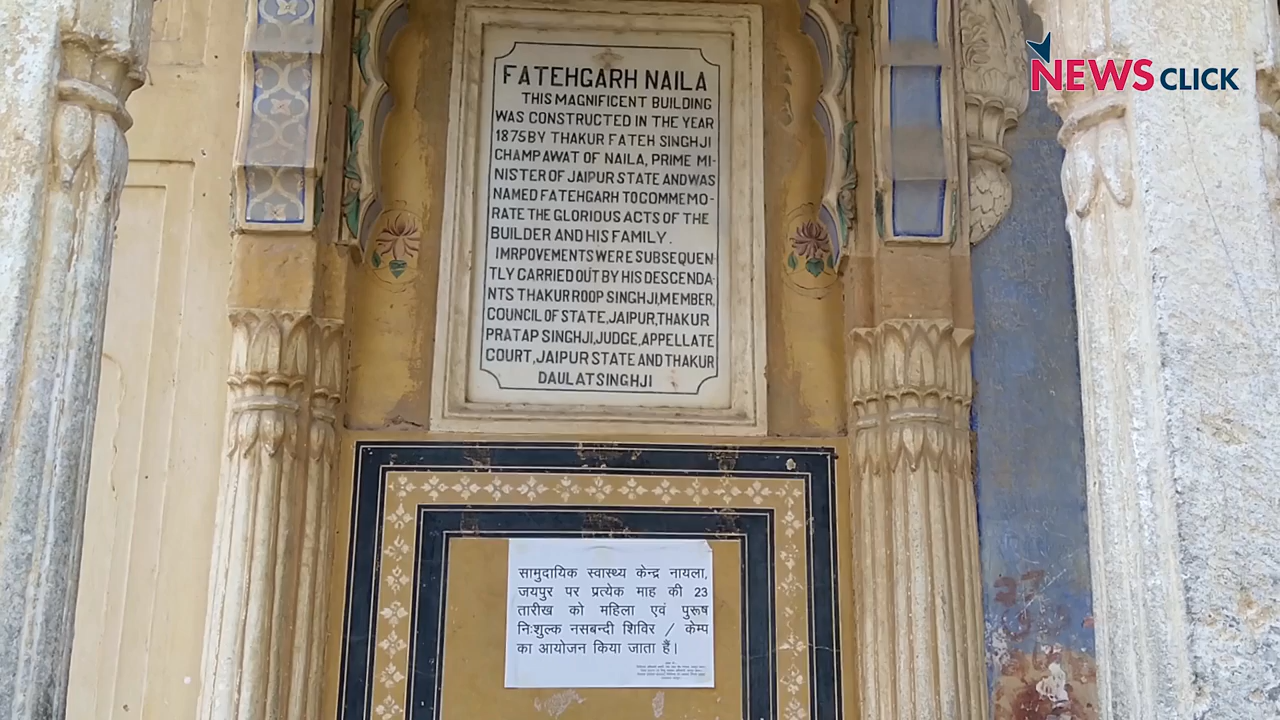 NEWSCLICK
FATEHGARH NAILA
THIS MAGNIFICENT BUILDING
WAS CONSTRUCTED IN THE YEAR
1875 BY THAKUR FATEH SINGHJI
CHAMPAWAT OF NAILA, PRIME MI-
NISTER OF JAIPUR STATE AND WAS
NAMED FATEHGARH TO COMMEMO-
RATE THE GLORIOUS ACTS OF THE
BUILDER AND HIS FAMILY.
IMRPOVEMENTS WERE SUBSEQUEN
TLY CARRIED OUT BY HIS DESCENDA-
NTS THAKUR ROOP SINGHJI, MEMBER,
COUNCIL OF STATE, JAIPUR, THAKUR
PRATAP SINGHJI, JUDGE, APPELLATE
COURT, JAIPUR STATE AND THAKUR
DAULAT SINGHJI
सामुदायिक स्वास्थ्य केन्द्र नायला,
जयपुर पर प्रत्येक माह की 23
तारीख को महिला एवं पुरूष
निःशुल्क नसबन्दी शिविर / केम्प
का आयोजन किया जाता हैं।